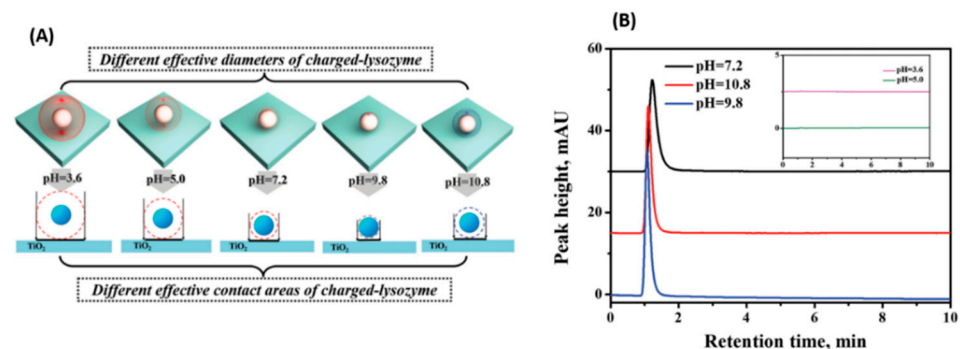 (A)
Different effective diameters of charged-lysozyme
pH=3.6 pH=5.0 pH=7.2 pH=9.8 pH=10.8
TiO2 TiO2 TiO2 TiO2 TiO2
Different effective contact areas of charged-lysozyme
(B)
Peak height, mAU
60
40
20
0
pH=7.2
pH=10.8
pH=9.8
5
0
pH=3.6
pH=5.0
0 2 4 6 8 10
0 2 4 6 8 10
Retention time, min